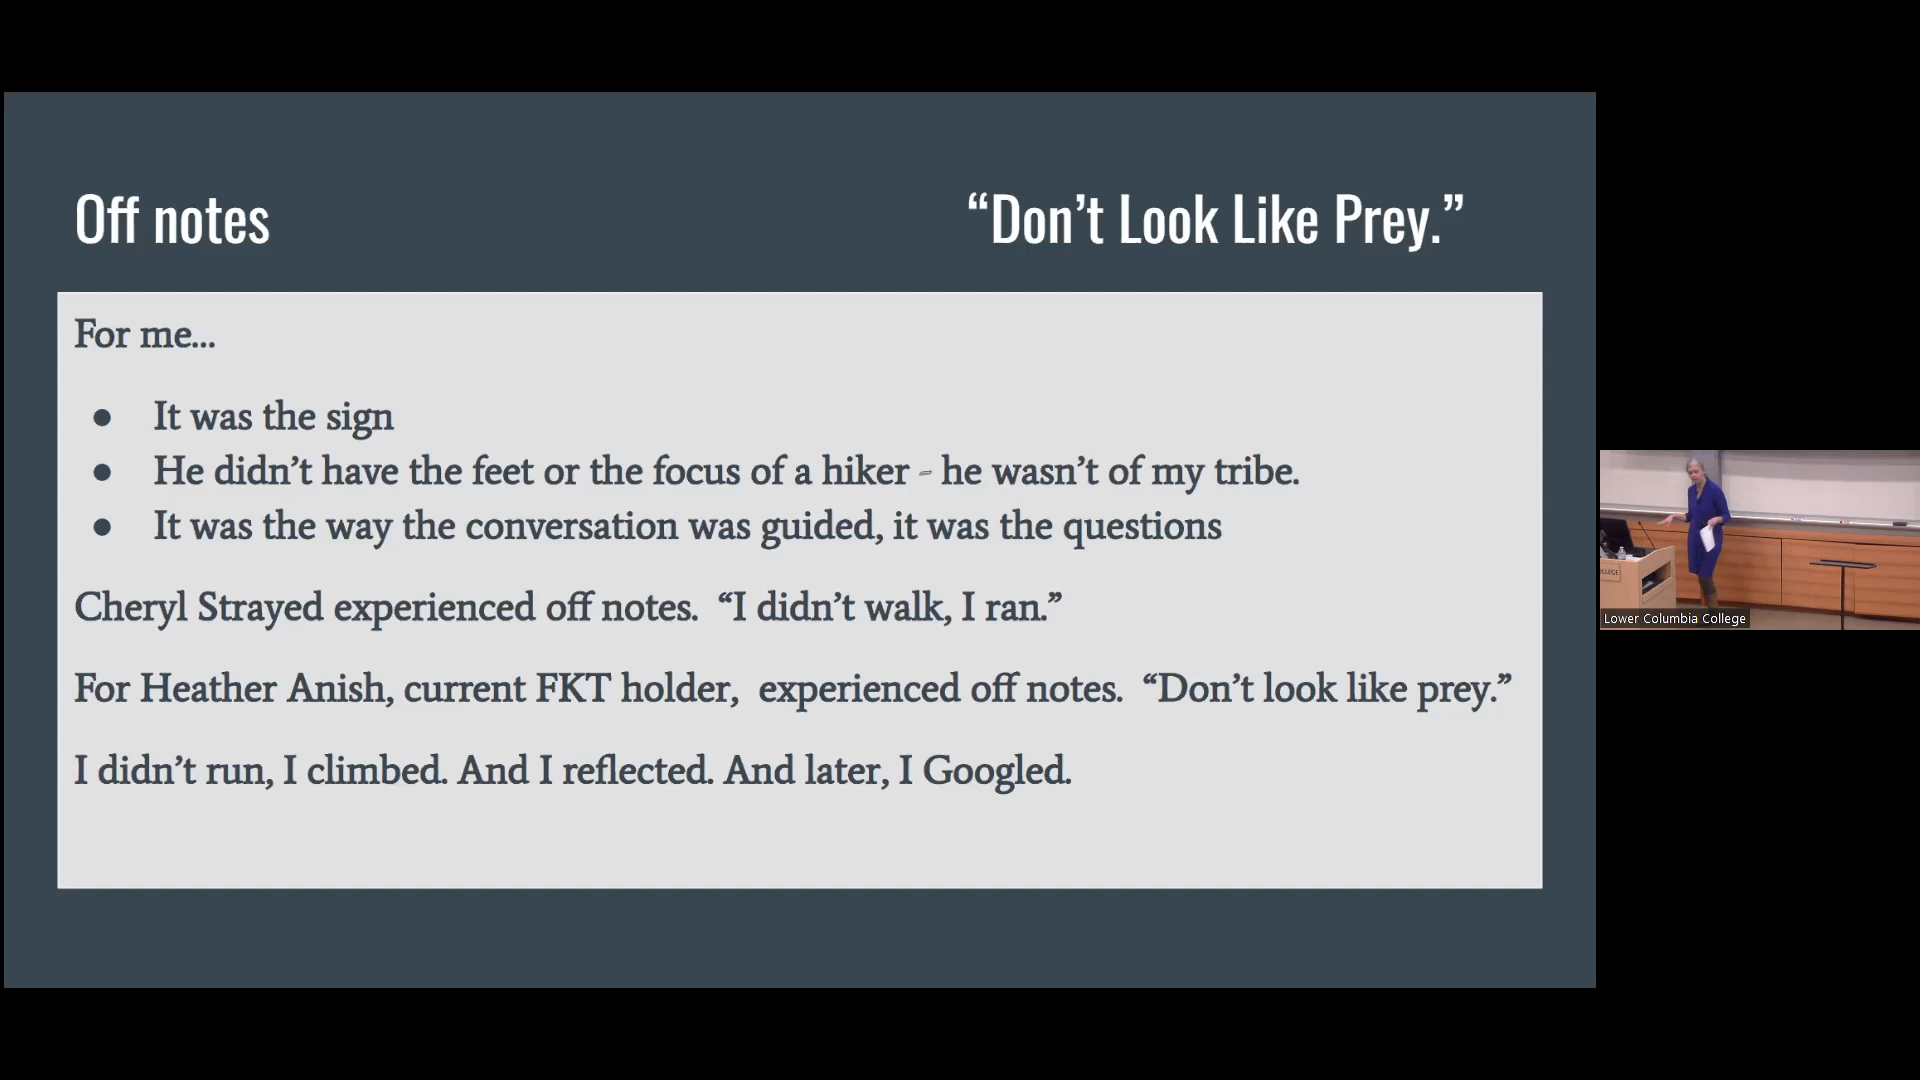 Off notes
“Don’t Look Like Prey.”
For me...
● It was the sign
● He didn’t have the feet or the focus of a hiker - he wasn’t of my tribe.
● It was the way the conversation was guided, it was the questions
Cheryl Strayed experienced off notes. “I didn’t walk, I ran.”
For Heather Anish, current FKT holder, experienced off notes. “Don’t look like prey.”
I didn’t run, I climbed. And I reflected. And later, I Googled.
Lower Columbia College